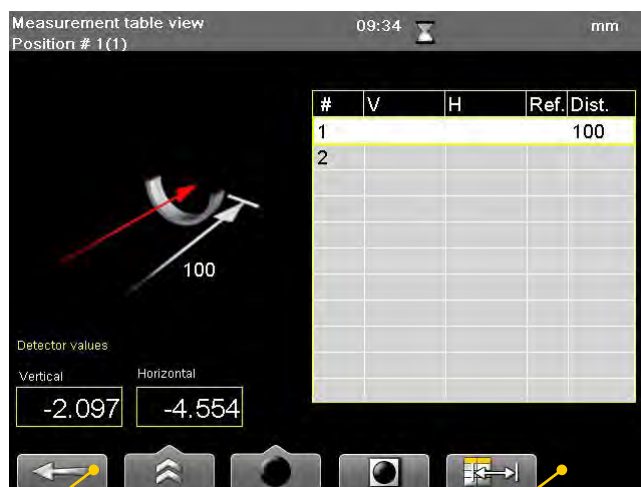 Measurement table view 09:34 mm
Position # 1(1)
# V H Ref. Dist.
1 100
2
100
Detector values
Vertical Horizontal
-2.097 -4.554